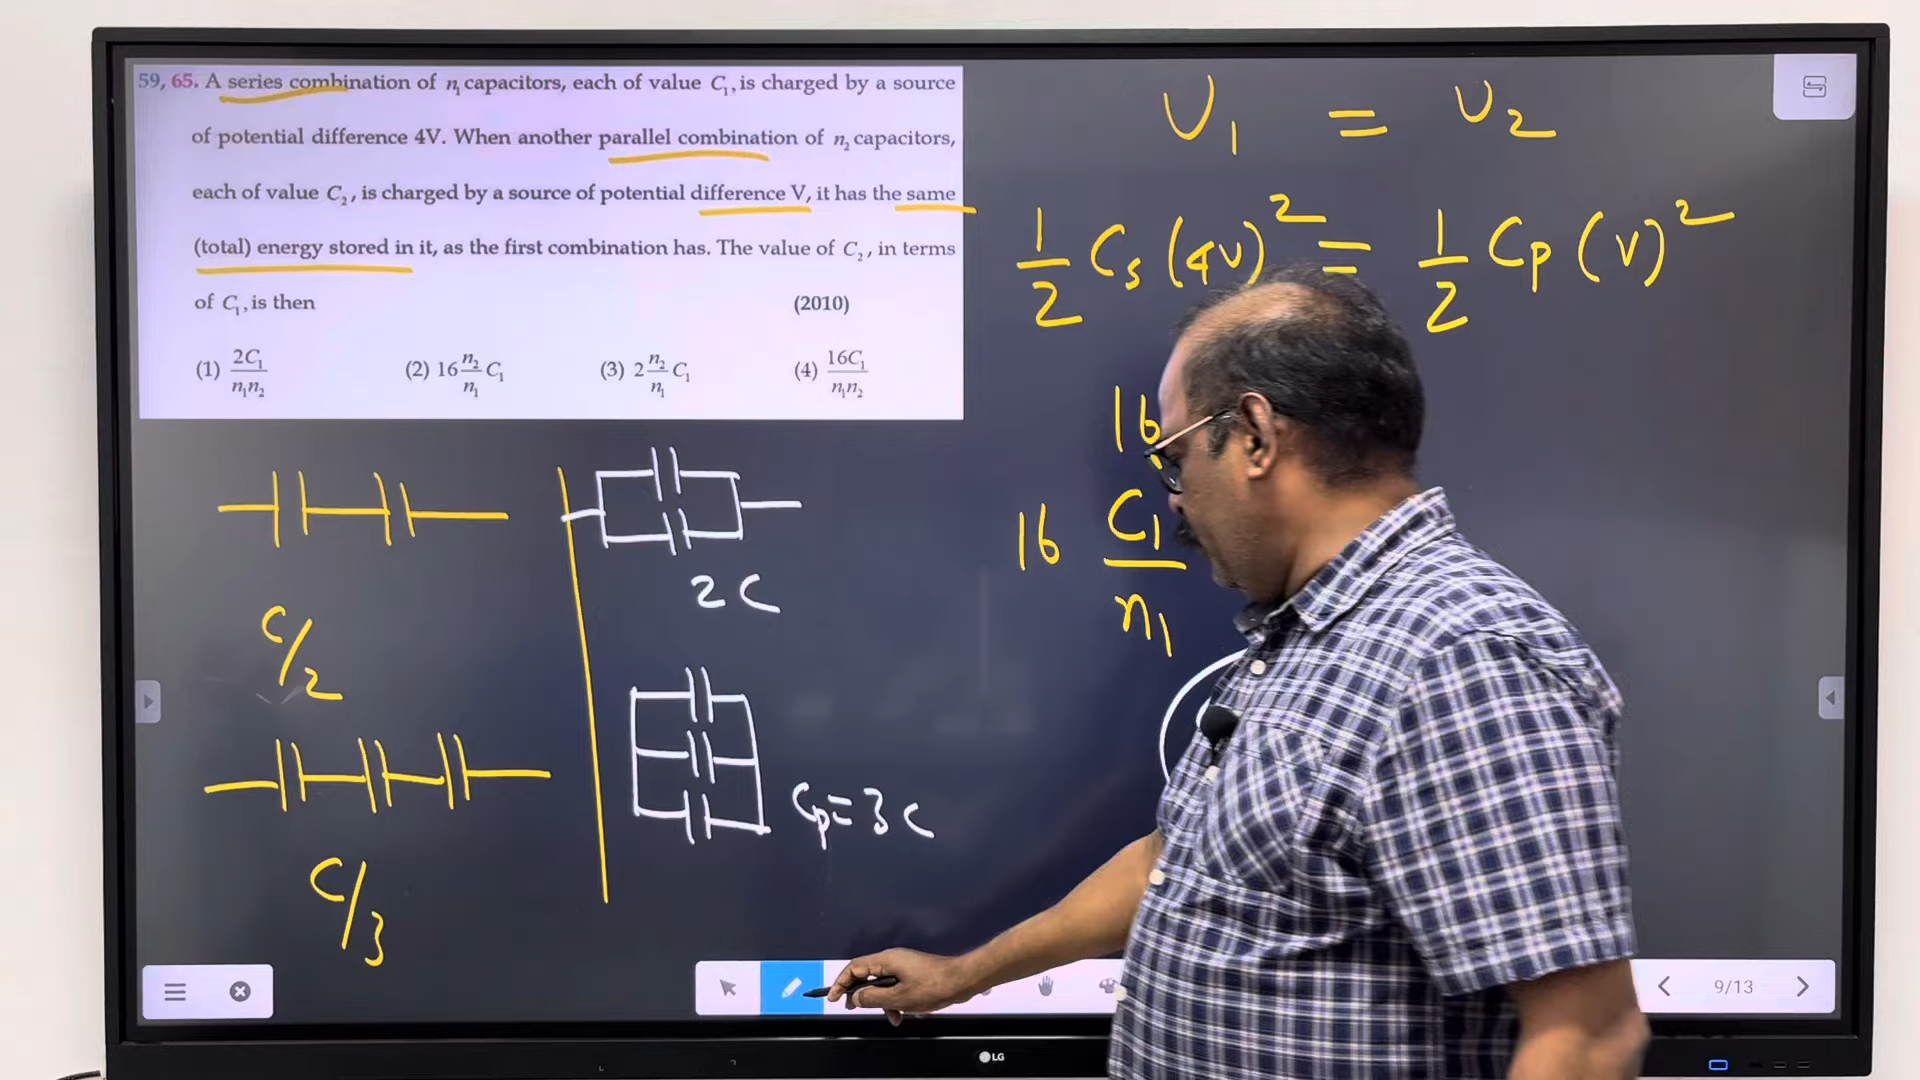 59, 65. A series combination of n₁ capacitors, each of value C₁, is charged by a source
of potential difference 4V. When another parallel combination of n₂ capacitors,
each of value C₂, is charged by a source of potential difference V, it has the same
(total) energy stored in it, as the first combination has. The value of C₂, in terms
of C₁, is then (2010)
(1) 2C₁/n₁n₂ (2) 16 n₂/n₁ C₁ (3) 2 n₂/n₁ C₁ (4) 16C₁/n₁n₂
U₁ = U₂
1/2 Cs (4V)² = 1/2 Cp (V)²
16
16 C₁/n₁
2C
C/2
Cp = 3C
C/3
9/13
LG